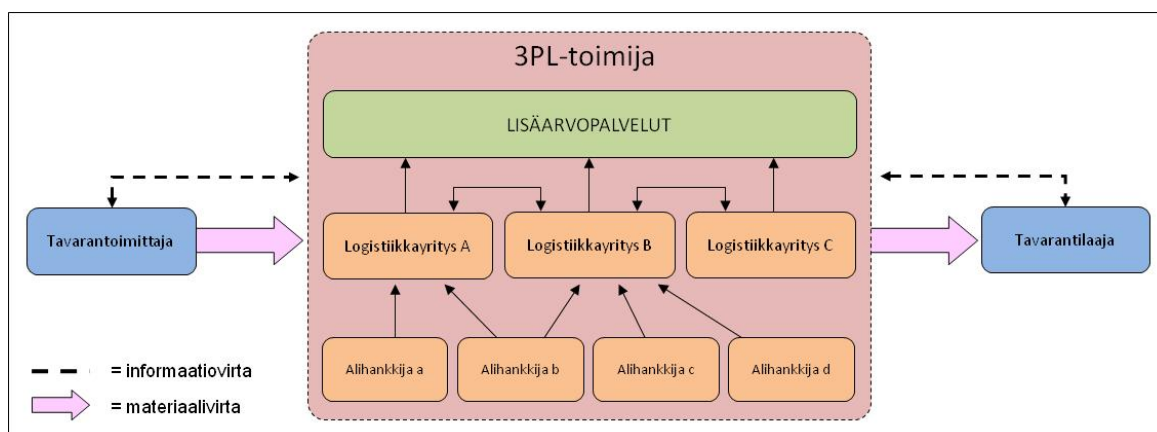 3PL-toimija
LISÄARVOPALVELUT
Tavarantoimittaja
Logistiikkayritys A
Logistiikkayritys B
Logistiikkayritys C
Tavarantilaaja
Alihankkija a
Alihankkija b
Alihankkija c
Alihankkija d
= informaatiovirta
= materiaalivirta